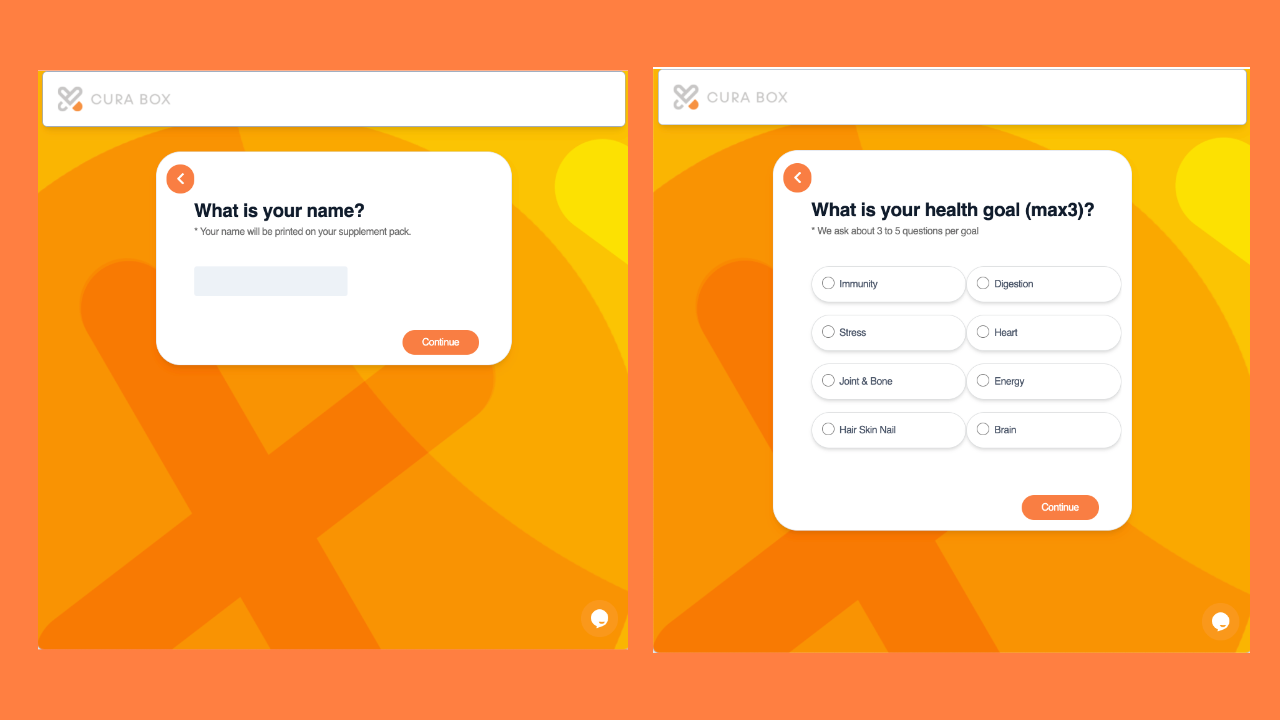 CURA BOX
What is your name?
* Your name will be printed on your supplement pack.
Continue
CURA BOX
What is your health goal (max3)?
* We ask about 3 to 5 questions per goal
Immunity
Digestion
Stress
Heart
Joint & Bone
Energy
Hair Skin Nail
Brain
Continue